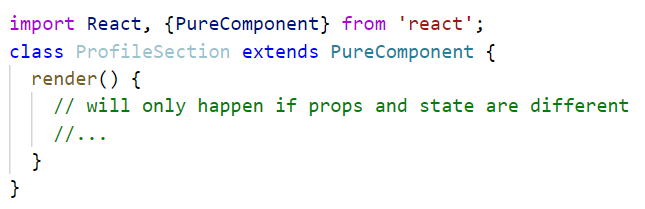 import React, {PureComponent} from 'react';
class ProfileSection extends PureComponent {
  render() {
    // will only happen if props and state are different
    //...
  }
}